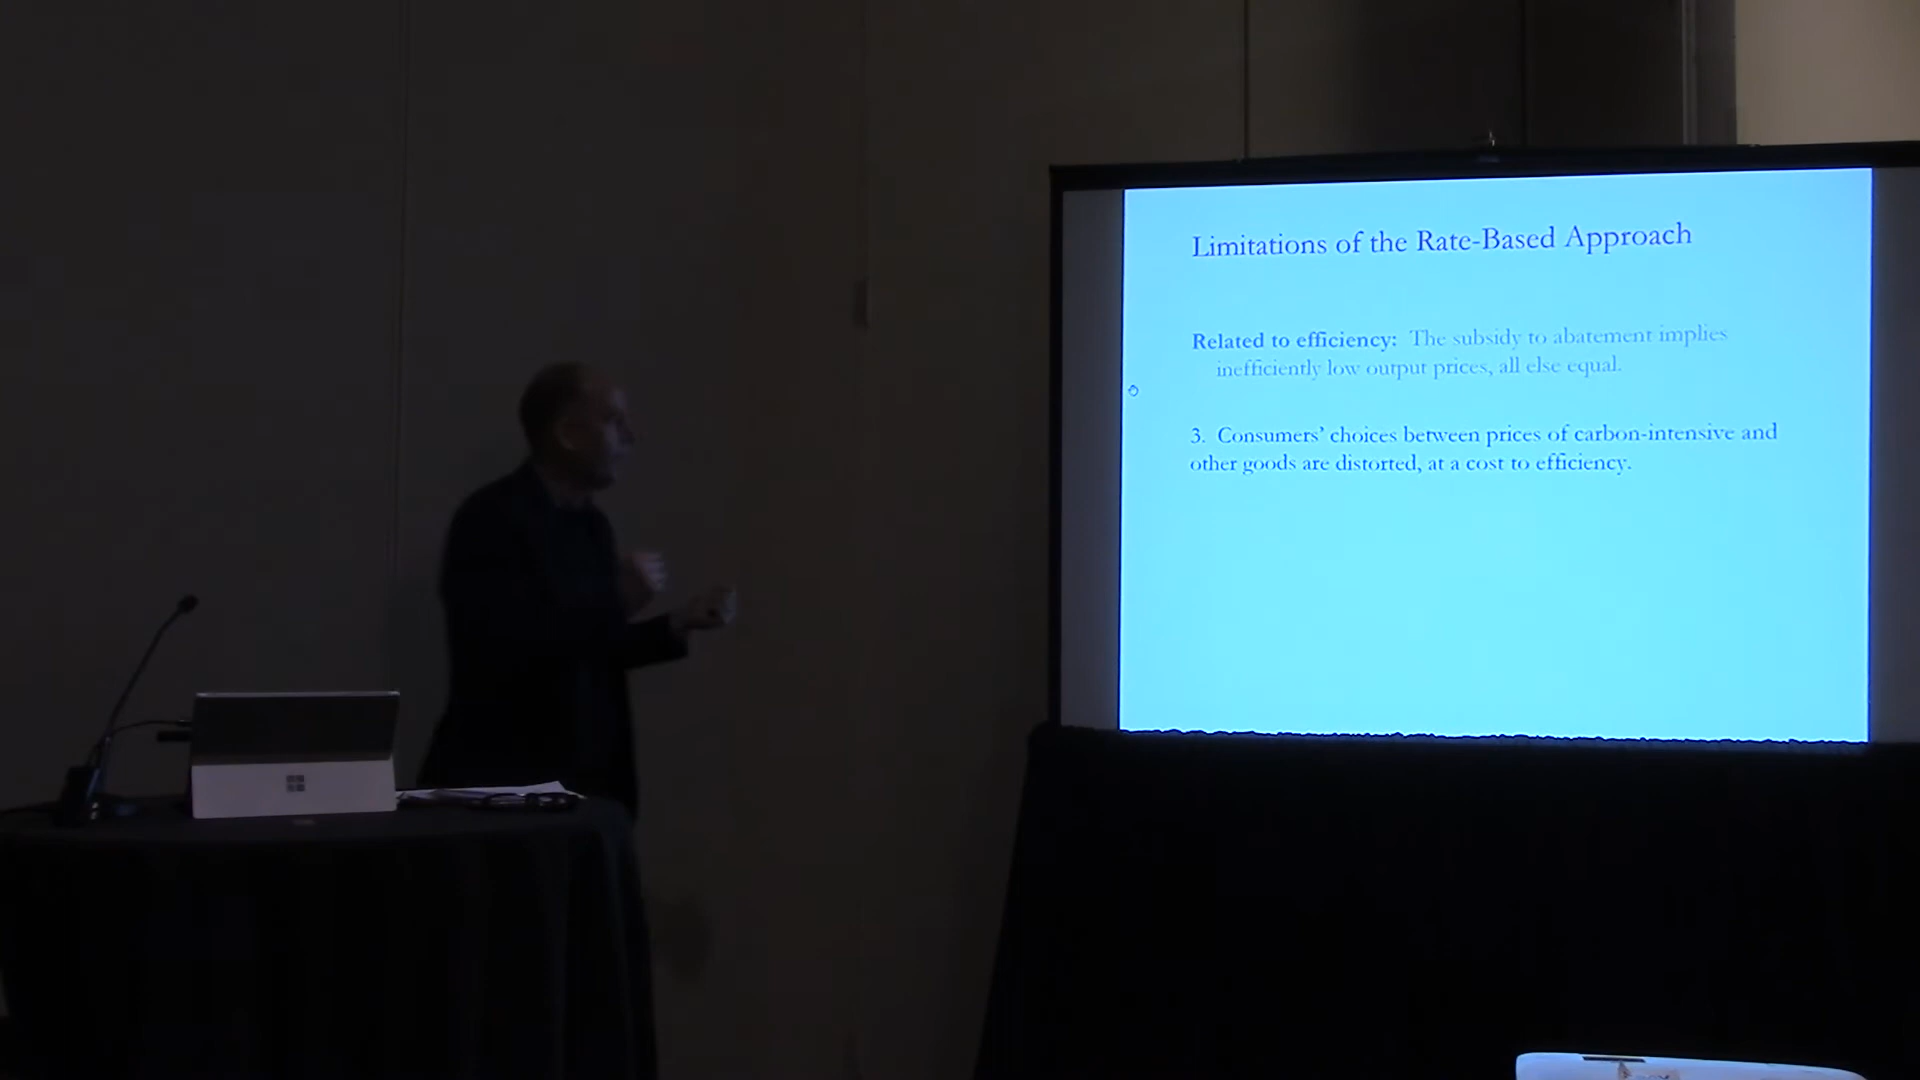 Limitations of the Rate-Based Approach
Related to efficiency: The subsidy to abatement implies
inefficiently low output prices, all else equal.
3. Consumers’ choices between prices of carbon-intensive and
other goods are distorted, at a cost to efficiency.